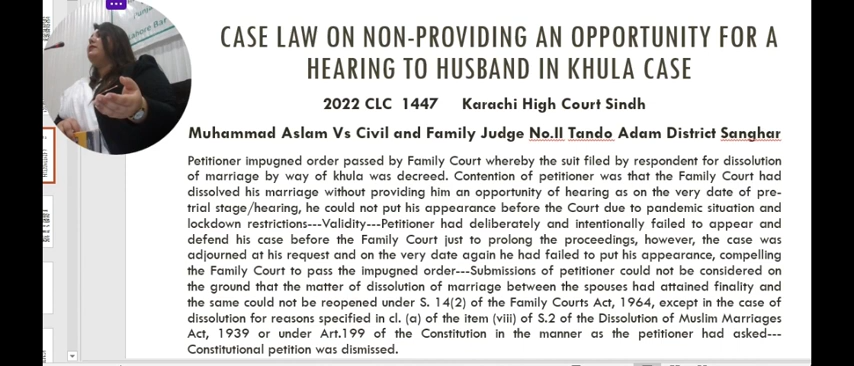 CASE LAW ON NON-PROVIDING AN OPPORTUNITY FOR A
HEARING TO HUSBAND IN KHULA CASE
2022 CLC 1447 Karachi High Court Sindh
Muhammad Aslam Vs Civil and Family Judge No.II Tando Adam District Sanghar
Petitioner impugned order passed by Family Court whereby the suit filed by respondent for dissolution
of marriage by way of khula was decreed. Contention of petitioner was that the Family Court had
dissolved his marriage without providing him an opportunity of hearing as on the very date of pre-
trial stage/hearing, he could not put his appearance before the Court due to pandemic situation and
lockdown restrictions---Validity---Petitioner had deliberately and intentionally failed to appear and
defend his case before the Family Court just to prolong the proceedings, however, the case was
adjourned at his request and on the very date again he had failed to put his appearance, compelling
the Family Court to pass the impugned order---Submissions of petitioner could not be considered on
the ground that the matter of dissolution of marriage between the spouses had attained finality and
the same could not be reopened under S. 14(2) of the Family Courts Act, 1964, except in the case of
dissolution for reasons specified in cl. (a) of the item (viii) of S.2 of the Dissolution of Muslim Marriages
Act, 1939 or under Art.199 of the Constitution in the manner as the petitioner had asked---
Constitutional petition was dismissed.